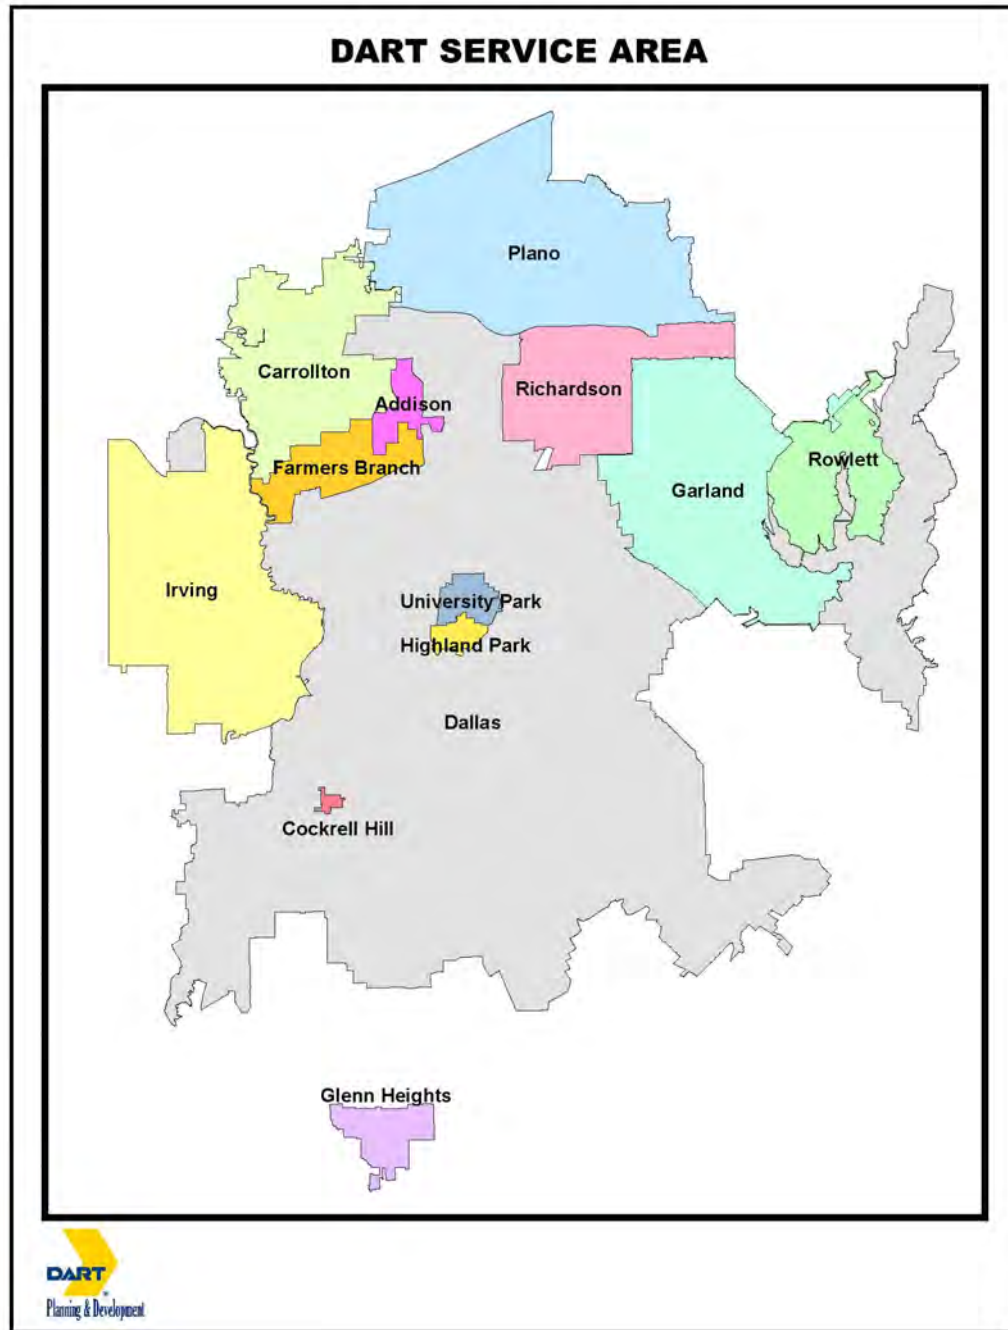 DART SERVICE AREA
Plano
Carrollton
Richardson
Addison
Farmers Branch
Rowlett
Garland
Irving
University Park
Highland Park
Dallas
Cockrell Hill
Glenn Heights
DART
Planning & Development